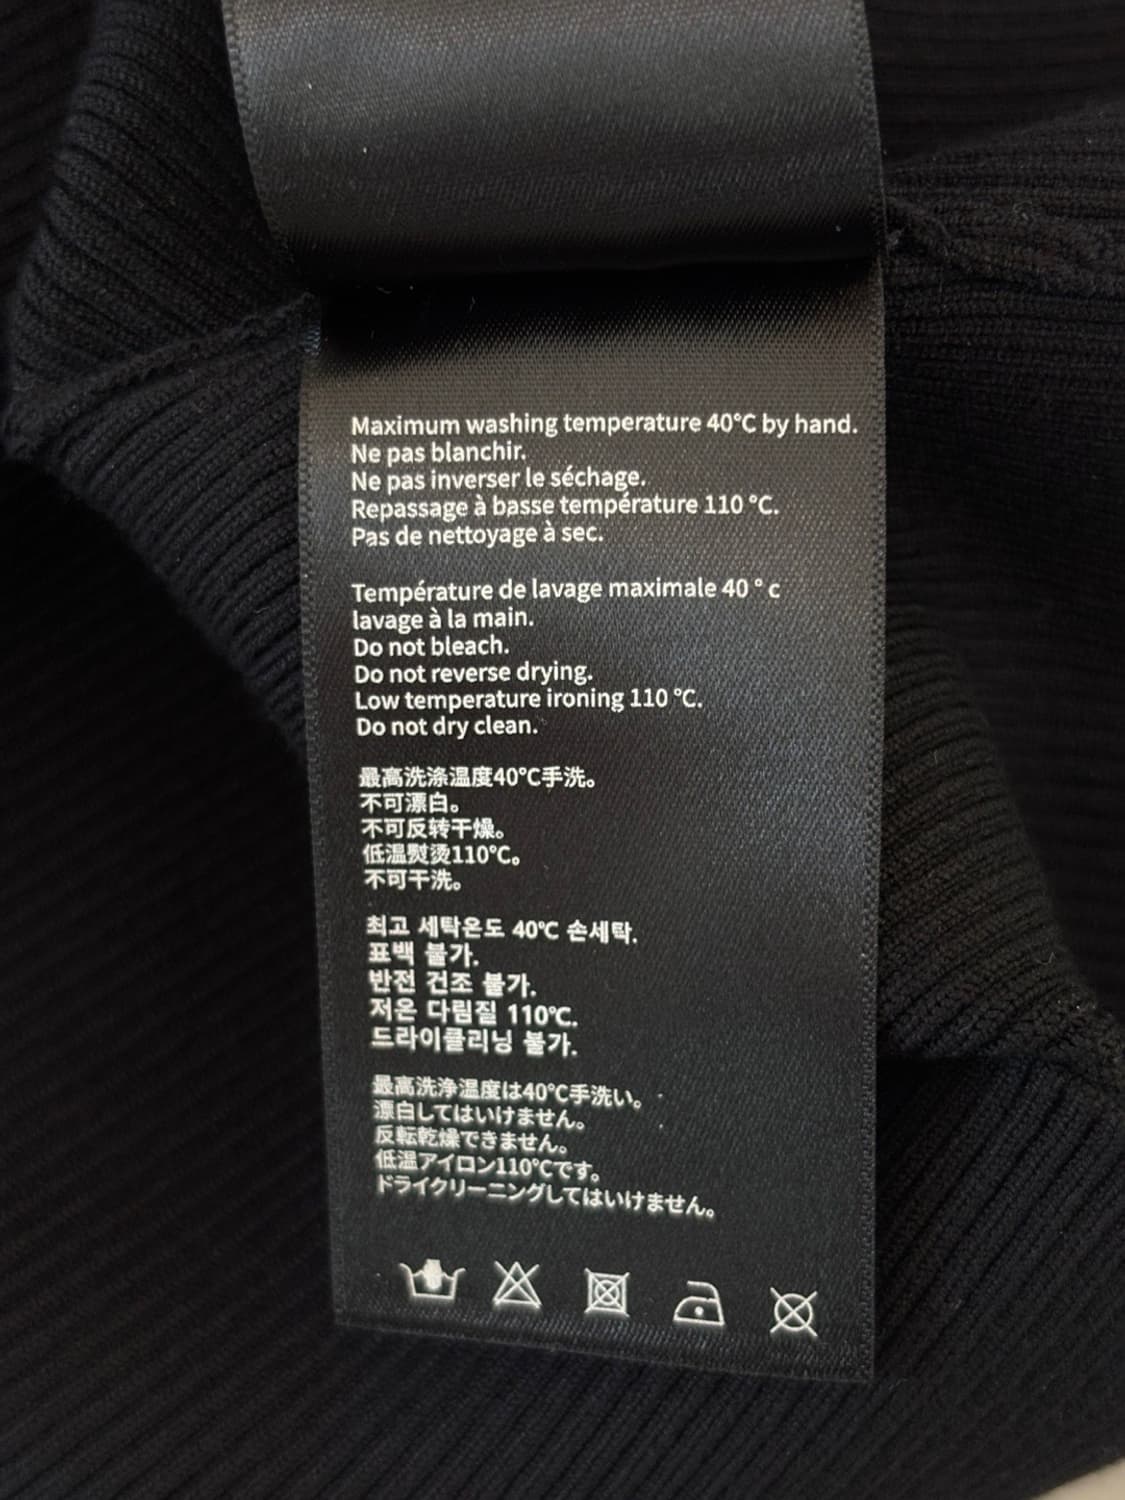 Maximum washing temperature 40°C by hand.
Ne pas blanchir.
Ne pas inverser le séchage.
Repassage à basse température 110 °C.
Pas de nettoyage à sec.
Température de lavage maximale 40 ° c
lavage à la main.
Do not bleach.
Do not reverse drying.
Low temperature ironing 110 °C.
Do not dry clean.
最高洗涤温度40℃手洗。
不可漂白。
不可反转干燥。
低温熨烫110℃。
不可干洗。
최고 세탁온도 40℃ 손세탁.
표백 불가.
반전 건조 불가.
저온 다림질 110℃.
드라이클리닝 불가.
最高洗浄温度は40℃手洗い。
漂白してはいけません。
反転乾燥できません。
低温アイロン110℃です。
ドライクリーニングしてはいけません。